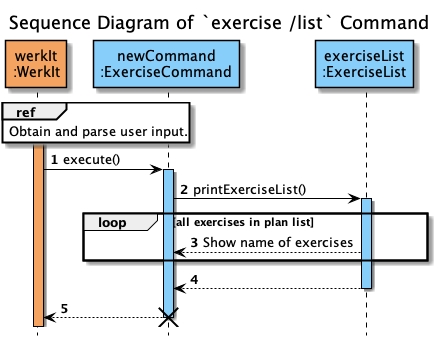 Sequence Diagram of `exercise /list` Command
werkIt
:WerkIt
newCommand
:ExerciseCommand
exerciseList
:ExerciseList
ref
Obtain and parse user input.
1 execute()
2 printExerciseList()
loop
[all exercises in plan list]
3 Show name of exercises
4
5